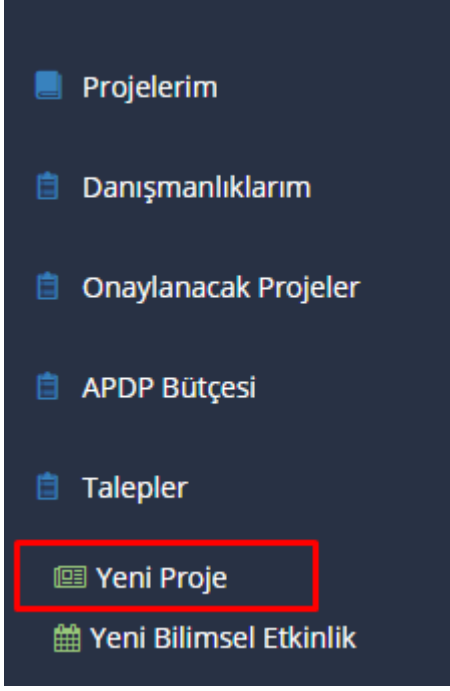 Projelerim
Danışmanlıklarım
Onaylanacak Projeler
APDP Bütçesi
Talepler
Yeni Proje
Yeni Bilimsel Etkinlik